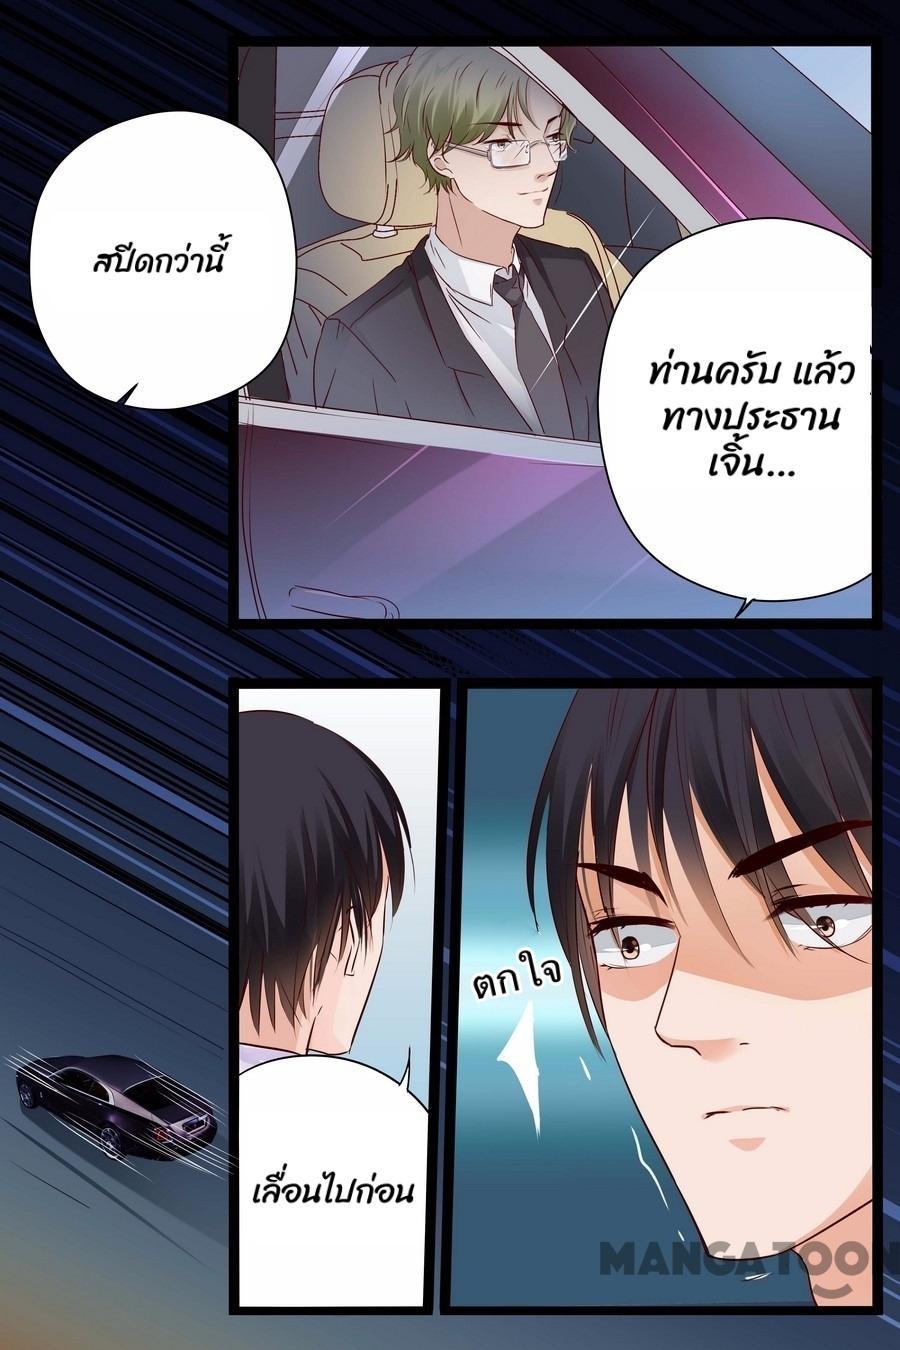 สปีดกว่านี้
ท่านครับ แล้ว
ทางประธาน
เจิ้น...
เลื่อนไปก่อน
ตกใจ
MANGATOON